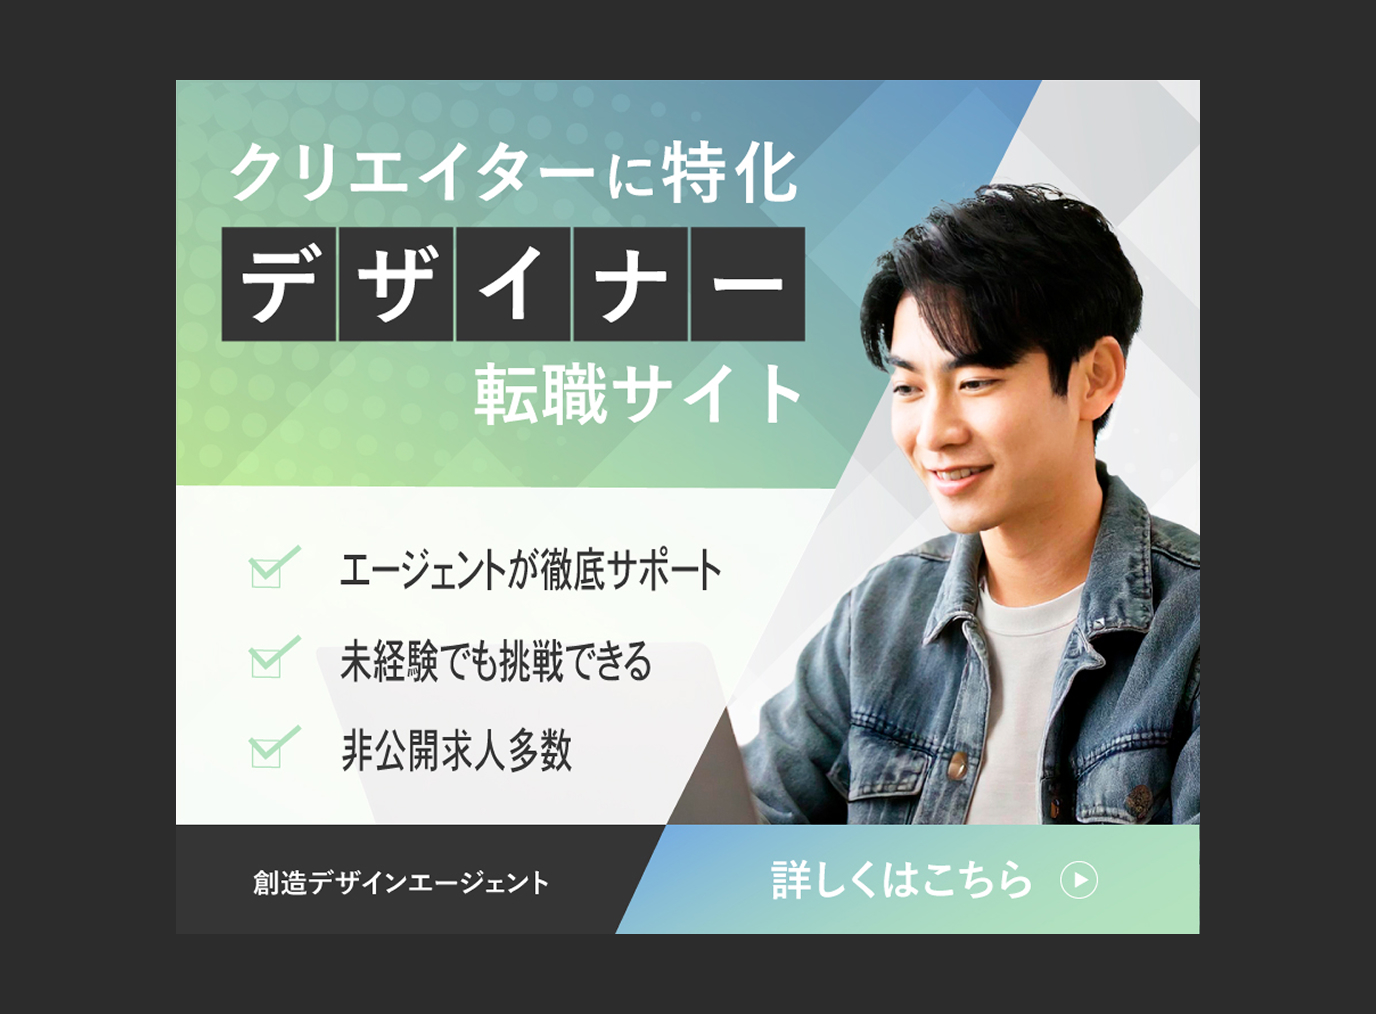 クリエイターに特化
デザイナー
転職サイト
エージェントが徹底サポート
未経験でも挑戦できる
非公開求人多数
創造デザインエージェント
詳しくはこちら